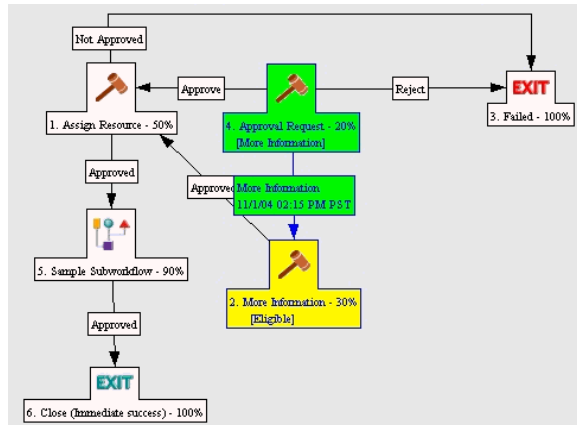 Not Approved
Approve
Reject
EXIT
1. Assign Resource - 50%
4. Approval Request - 20%
[More Information]
3. Failed - 100%
Approved
Approved
More Information
11/1/04 02:15 PM PST
5. Sample Subworkflow - 90%
2. More Information - 30%
[Eligible]
Approved
EXIT
6. Close (Immediate success) - 100%